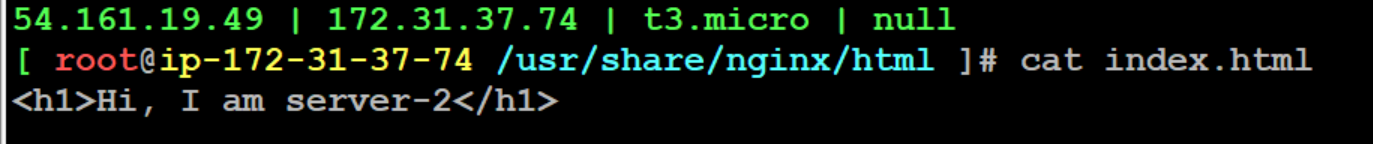 54.161.19.49 | 172.31.37.74 | t3.micro | null
[ root@ip-172-31-37-74 /usr/share/nginx/html ]# cat index.html
<h1>Hi, I am server-2</h1>